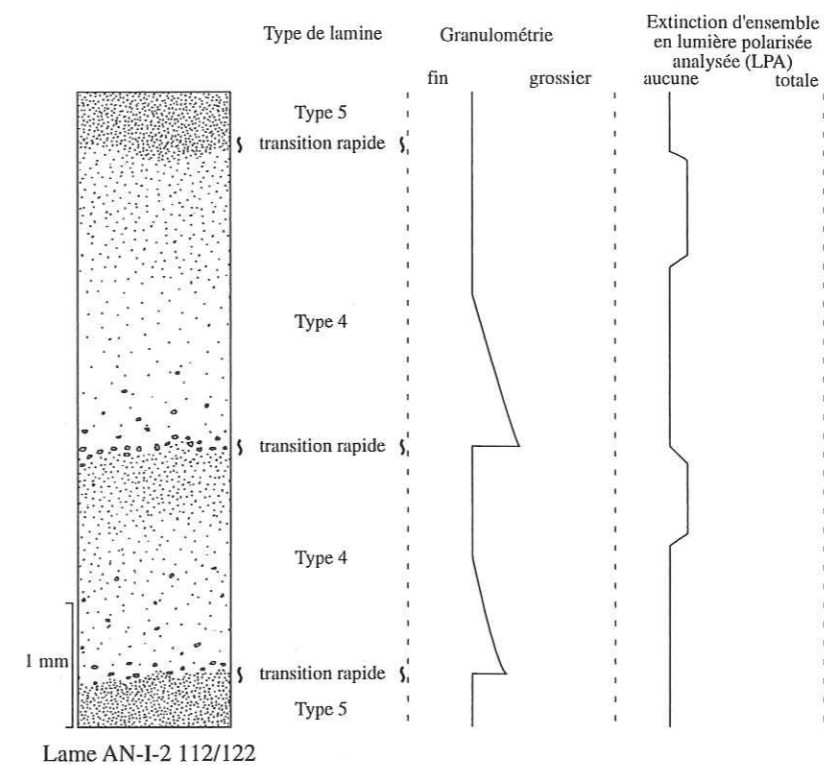 Type de lamine
Granulométrie
Extinction d'ensemble
en lumière polarisée
analysée (LPA)
fin
grossier
aucune
totale
Type 5
transition rapide
Type 4
transition rapide
Type 4
1 mm
transition rapide
Type 5
Lame AN-I-2 112/122